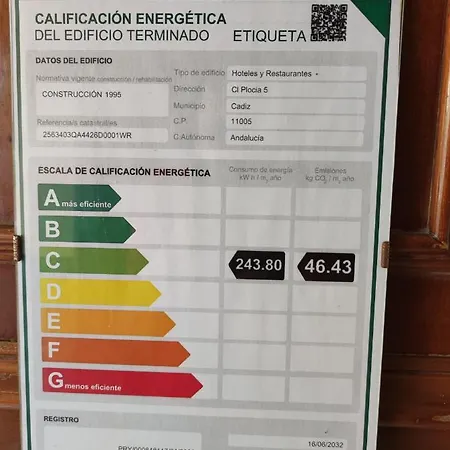 CALIFICACIÓN ENERGÉTICA
DEL EDIFICIO TERMINADO ETIQUETA
DATOS DEL EDIFICIO
Normativa vigente construcción / rehabilitación
CONSTRUCCIÓN 1995
Referencia/s catastral/es
2563403QA4426D0001WR
Tipo de edificio Hoteles y Restaurantes -
Dirección Cl Plocia 5
Municipio Cadiz
C.P. 11005
C.Autónoma Andalucía
ESCALA DE CALIFICACIÓN ENERGÉTICA
Consumo de energía
kW h / m² año
Emisiones
kg CO₂ / m² año
A más eficiente
B
C 243.80 46.43
D
E
F
G menos eficiente
REGISTRO
16/06/2032